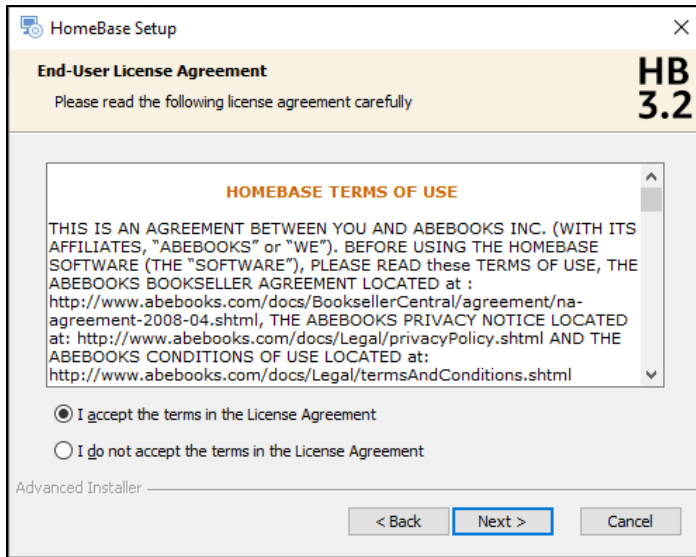 HomeBase Setup
End-User License Agreement
Please read the following license agreement carefully
HB
3.2
HOMEBASE TERMS OF USE
THIS IS AN AGREEMENT BETWEEN YOU AND ABEBOOKS INC. (WITH ITS
AFFILIATES, “ABEBOOKS” or “WE”). BEFORE USING THE HOMEBASE
SOFTWARE (THE “SOFTWARE”), PLEASE READ these TERMS OF USE, THE
ABEBOOKS BOOKSELLER AGREEMENT LOCATED at :
http://www.abebooks.com/docs/BooksellerCentral/agreement/na-
agreement-2008-04.shtml, THE ABEBOOKS PRIVACY NOTICE LOCATED
at: http://www.abebooks.com/docs/Legal/privacyPolicy.shtml AND THE
ABEBOOKS CONDITIONS OF USE LOCATED at:
http://www.abebooks.com/docs/Legal/termsAndConditions.shtml
I accept the terms in the License Agreement
I do not accept the terms in the License Agreement
Advanced Installer
< Back
Next >
Cancel